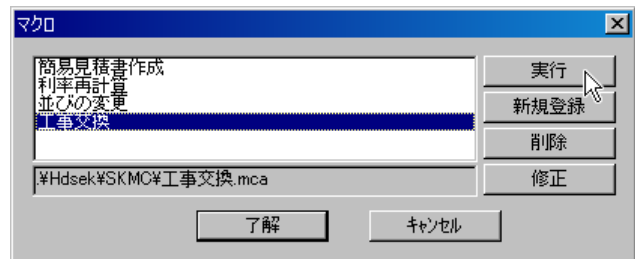 マクロ
簡易見積書作成
利率再計算
並びの変更
工事交換
.¥Hdsek¥SKMC¥工事交換.mca
実行
新規登録
削除
修正
了解
キャンセル